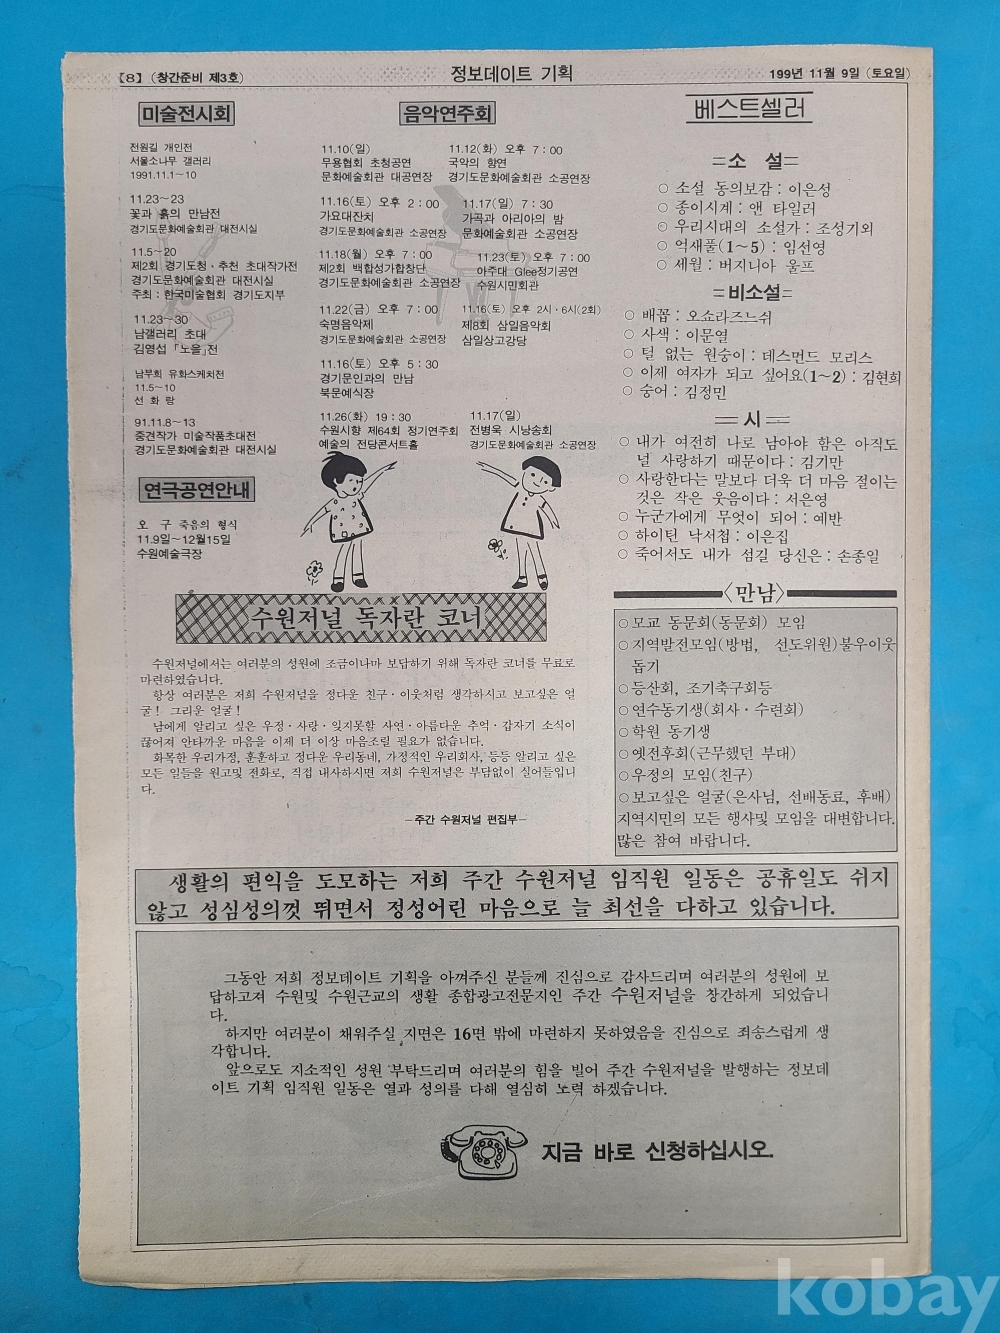 【8】 (창간준비 제3호)
정보데이트 기획
199년 11월 9일 (토요일)
미술전시회
전원길 개인전
서울소나무 갤러리
1991.11.1~10
11.23~23
꽃과 흙의 만남전
경기도문화예술회관 대전시실
11.5~20
제2회 경기도청·추천 초대작가전
경기도문화예술회관 대전시실
주최 : 한국미술협회 경기도지부
11.23~30
남갤러리 초대
김영섭 「노을」전
남부희 유화스케치전
11.5~10
선 화 랑
91.11.8~13
중견작가 미술작품초대전
경기도문화예술회관 대전시실
연극공연안내
오 구 죽음의 형식
11.9일~12월15일
수원예술극장
음악연주회
11.10(일)
무용협회 초청공연
문화예술회관 대공연장
11.12(화) 오후 7 : 00
국악의 향연
경기도문화예술회관 소공연장
11.16(토) 오후 2 : 00
가요대잔치
경기도문화예술회관 소공연장
11.17(일) 7 : 30
가곡과 아리아의 밤
문화예술회관 소공연장
11.18(월) 오후 7 : 00
제2회 백합성가합창단
경기도문화예술회관 소공연장
11.23(토) 오후 7 : 00
아주대 Glee정기공연
수원시민회관
11.22(금) 오후 7 : 00
숙명음악제
경기도문화예술회관 소공연장
11.16(토) 오후 2시·6시(2회)
제8회 삼일음악회
삼일상고강당
11.16(토) 오후 5 : 30
경기문인과의 만남
북문예식장
11.26(화) 19 : 30
수원시향 제64회 정기연주회
예술의 전당콘서트홀
11.17(일)
전병욱 시낭송회
경기도문화예술회관 소공연장
베스트셀러
=소 설=
○ 소설 동의보감 : 이은성
○ 종이시계 : 앤 타일러
○ 우리시대의 소설가 : 조성기외
○ 억새풀(1~5) : 임선영
○ 세월 : 버지니아 울프
=비소설=
○ 배꼽 : 오쇼라즈느쉬
○ 사색 : 이문열
○ 털 없는 원숭이 : 데스먼드 모리스
○ 이제 여자가 되고 싶어요(1~2) : 김현희
○ 숭어 : 김정민
=시=
○ 내가 여전히 나로 남아야 함은 아직도
널 사랑하기 때문이다 : 김기만
○ 사랑한다는 말보다 더욱 더 마음 절이는
것은 작은 웃음이다 : 서은영
○ 누군가에게 무엇이 되어 : 예반
○ 하이틴 낙서첩 : 이은집
○ 죽어서도 내가 섬길 당신은 : 손종일
수원저널 독자란 코너
수원저널에서는 여러분의 성원에 조금이나마 보답하기 위해 독자란 코너를 무료로
마련하였습니다.
항상 여러분은 저희 수원저널을 정다운 친구·이웃처럼 생각하시고 보고싶은 얼
굴! 그리운 얼굴!
남에게 알리고 싶은 우정·사랑·잊지못할 사연·아름다운 추억·갑자기 소식이
끊어져 안타까운 마음을 이제 더 이상 마음조릴 필요가 없습니다.
화목한 우리가정, 훈훈하고 정다운 우리동네, 가정적인 우리회사, 등등 알리고 싶은
모든 일들을 원고및 전화로, 직접 내사하시면 저희 수원저널은 부담없이 실어들입니
다.
—주간 수원저널 편집부—
〈만남〉
○모교 동문회(동문회) 모임
○지역발전모임(방법, 선도위원)불우이웃
돕기
○등산회, 조기축구회등
○연수동기생(회사·수련회)
○학원 동기생
○옛전후회(근무했던 부대)
○우정의 모임(친구)
○보고싶은 얼굴(은사님, 선배동료, 후배)
지역시민의 모든 행사및 모임을 대변합니다.
많은 참여 바랍니다.
생활의 편익을 도모하는 저희 주간 수원저널 임직원 일동은 공휴일도 쉬지
않고 성심성의껏 뛰면서 정성어린 마음으로 늘 최선을 다하고 있습니다.
그동안 저희 정보데이트 기획을 아껴주신 분들께 진심으로 감사드리며 여러분의 성원에 보
답하고져 수원및 수원근교의 생활 종합광고전문지인 주간 수원저널을 창간하게 되었습니
다.
하지만 여러분이 채워주실 지면은 16면 밖에 마련하지 못하였음을 진심으로 죄송스럽게 생
각합니다.
앞으로도 지소적인 성원 부탁드리며 여러분의 힘을 빌어 주간 수원저널을 발행하는 정보데
이트 기획 임직원 일동은 열과 성의를 다해 열심히 노력 하겠습니다.
지금 바로 신청하십시오.
kobay